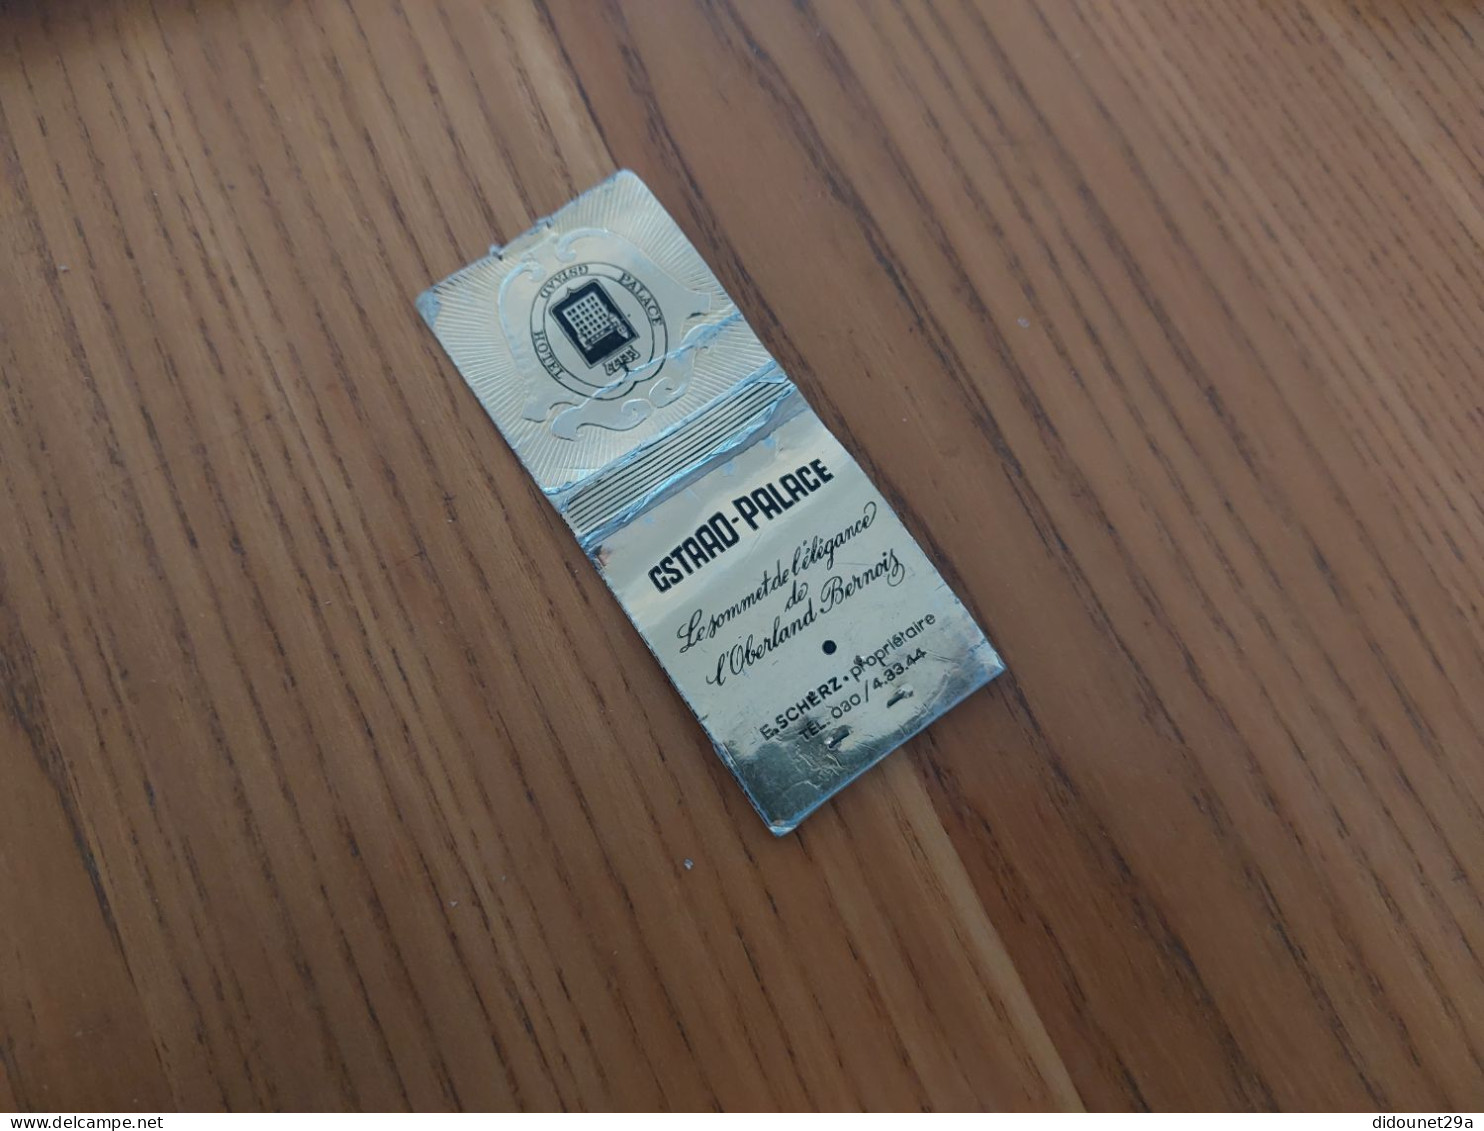 GSTAAD PALACE
HOTEL
GSTAAD-PALACE
Le sommet de l'élégance
de
l'Oberland Bernois
E. SCHERZ • propriétaire
TÉL. 030/4.33.44
didounet29a